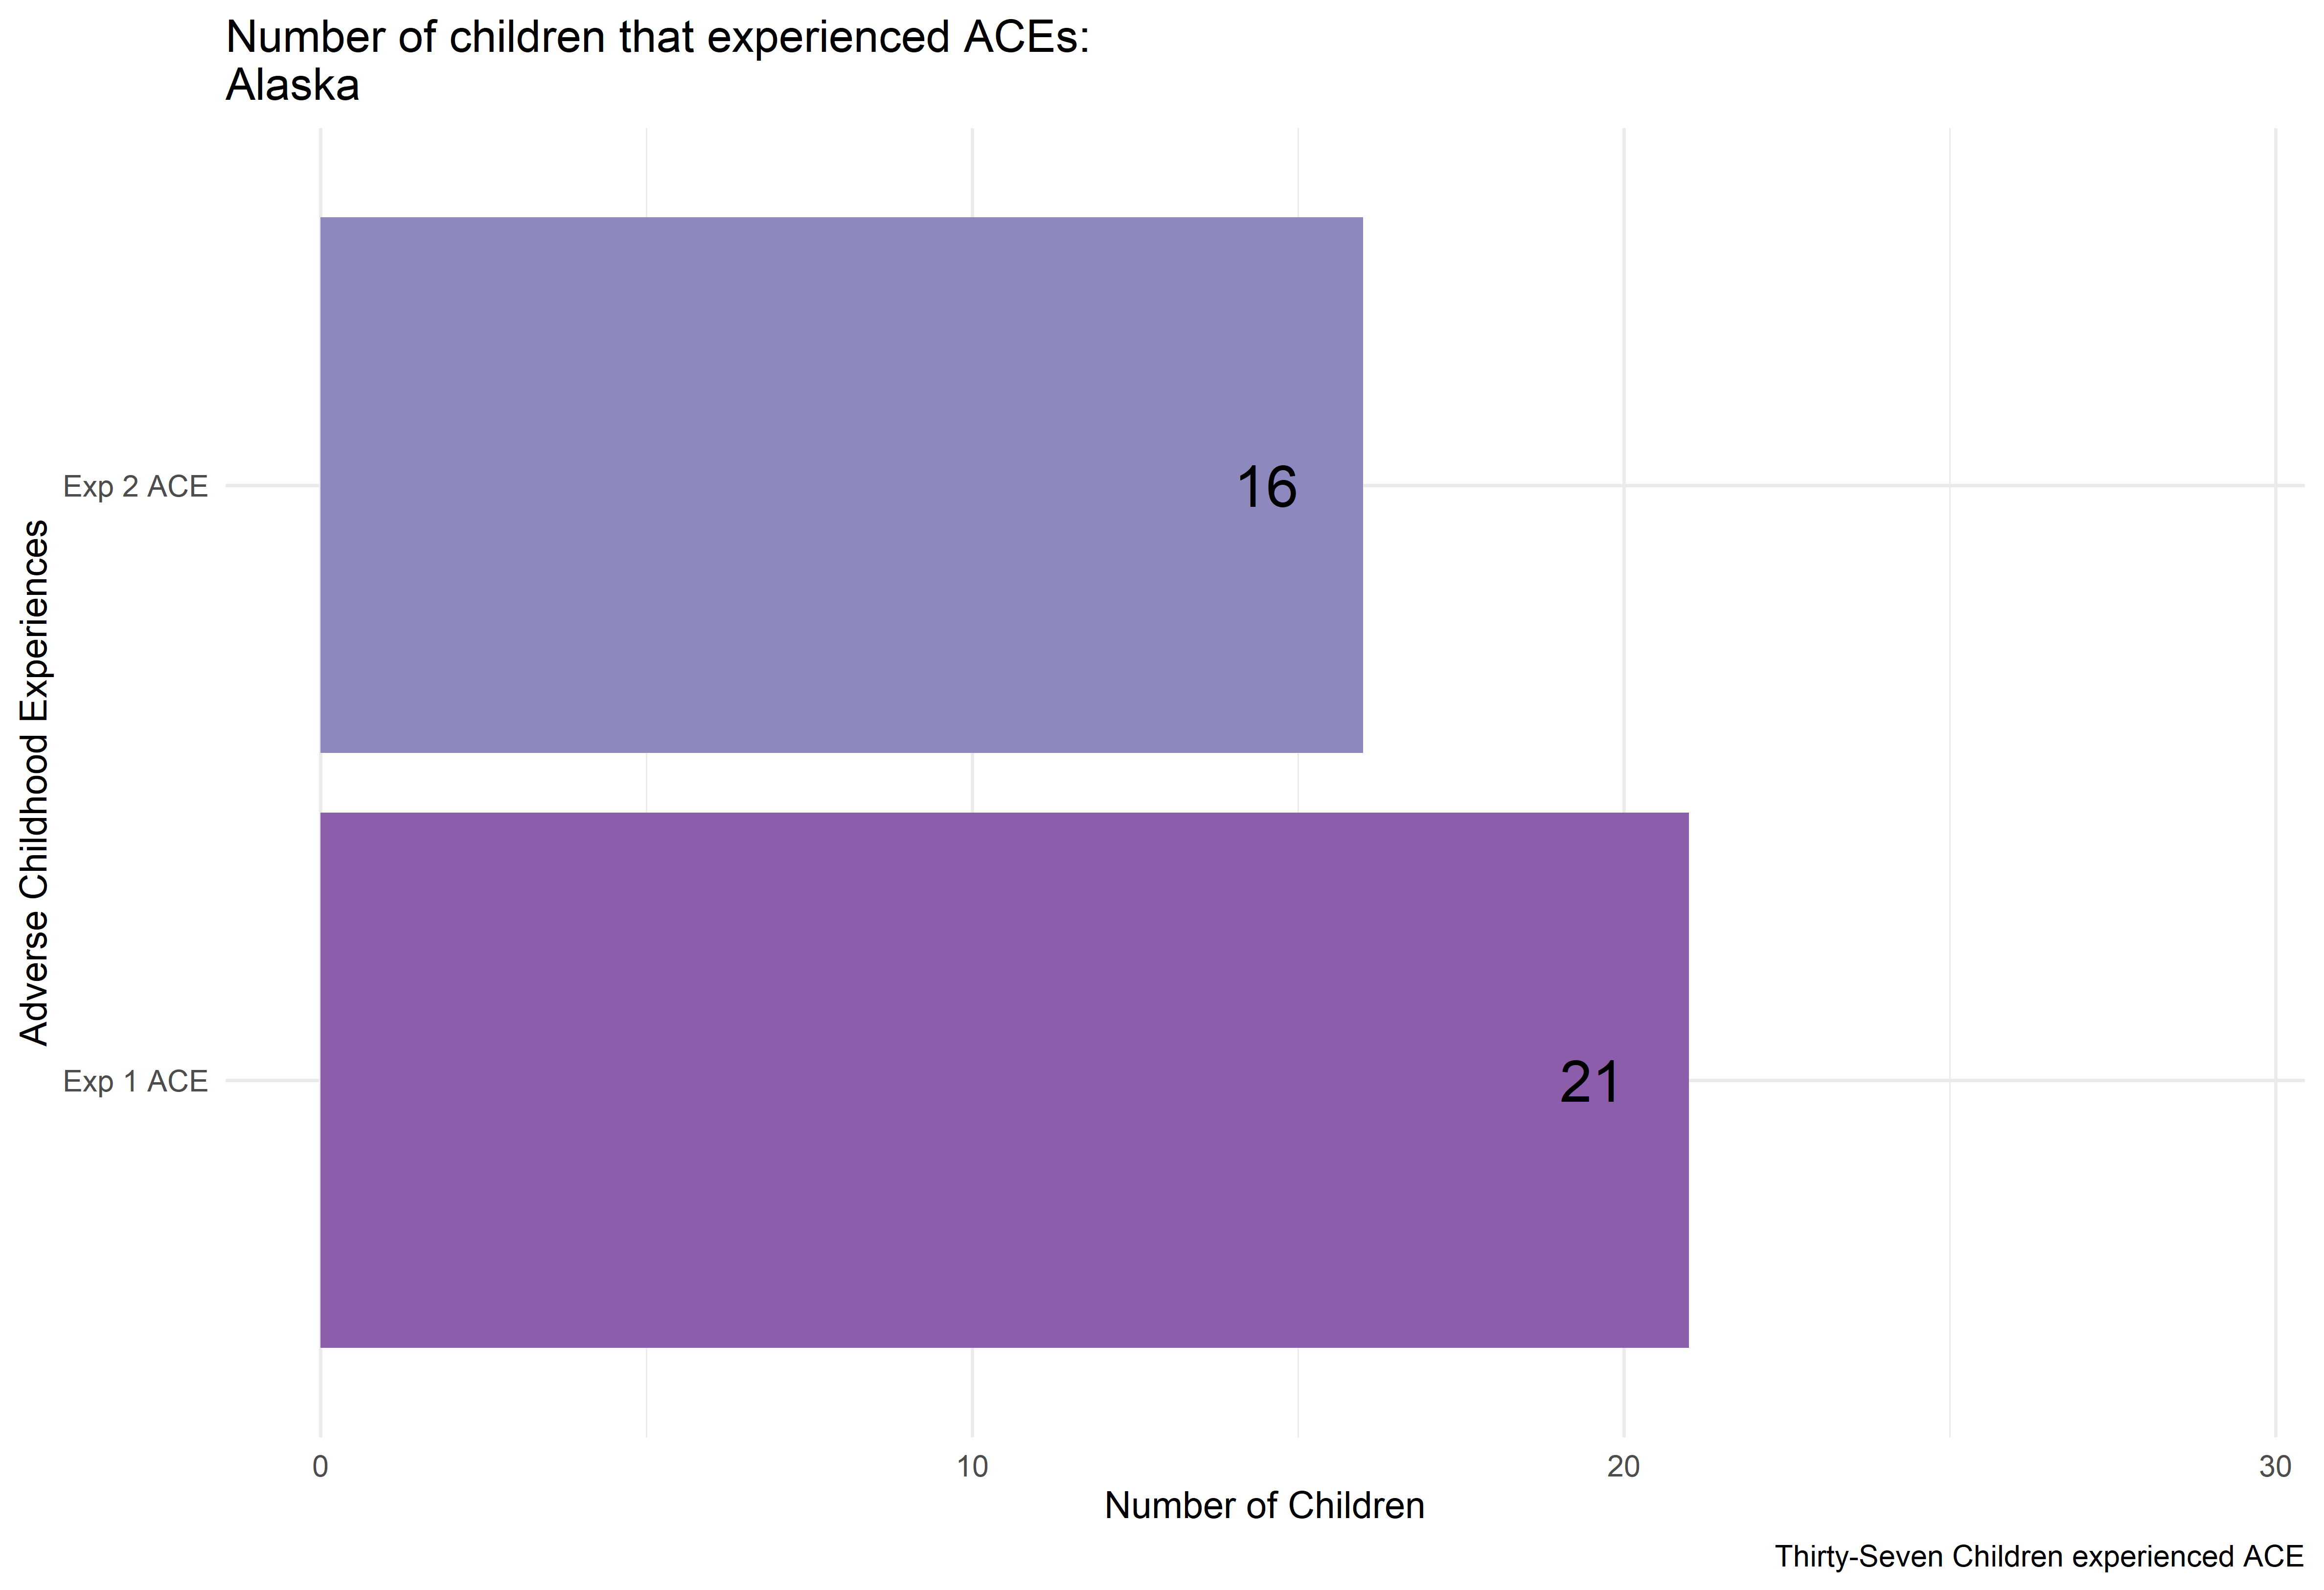 Number of children that experienced ACEs:
Alaska
Adverse Childhood Experiences
Exp 2 ACE
16
Exp 1 ACE
21
0
10
20
30
Number of Children
Thirty-Seven Children experienced ACE